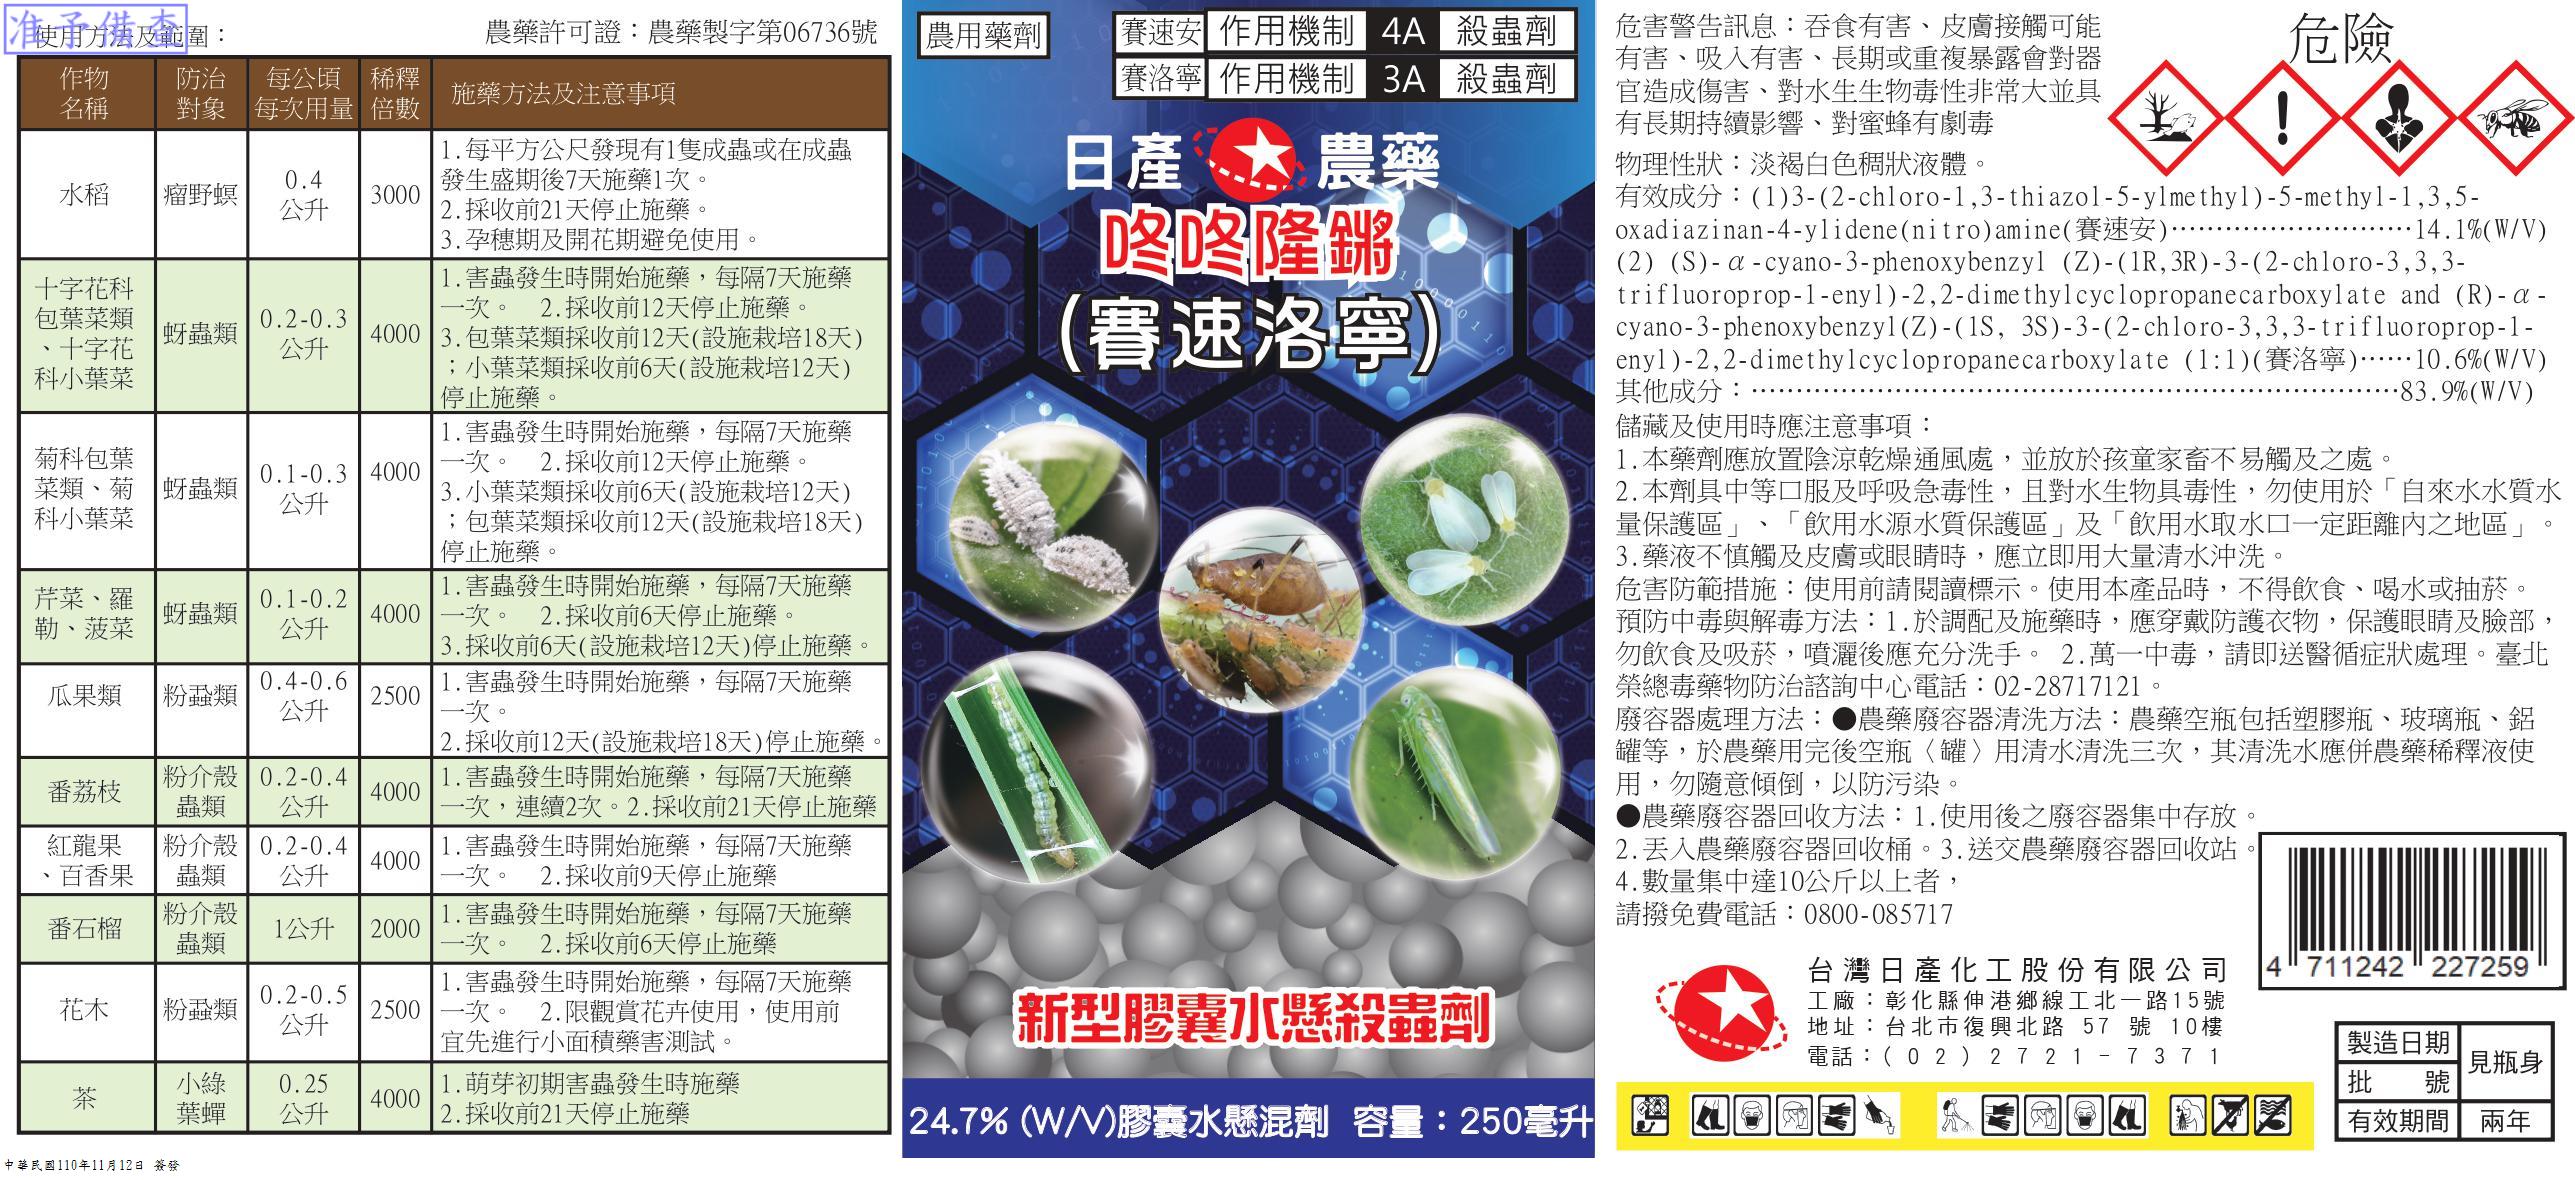 准予備查
使用方法及範圍：
農藥許可證：農藥製字第06736號
作物名稱 防治對象 每公頃每次用量 稀釋倍數 施藥方法及注意事項
水稻 瘤野螟 0.4公升 3000
1.每平方公尺發現有1隻成蟲或在成蟲
發生盛期後7天施藥1次。
2.採收前21天停止施藥。
3.孕穗期及開花期避免使用。
十字花科
包葉菜類
、十字花
科小葉菜
蚜蟲類 0.2-0.3公升 4000
1.害蟲發生時開始施藥，每隔7天施藥
一次。 2.採收前12天停止施藥。
3.包葉菜類採收前12天(設施栽培18天)
；小葉菜類採收前6天(設施栽培12天)
停止施藥。
菊科包葉
菜類、菊
科小葉菜
蚜蟲類 0.1-0.3公升 4000
1.害蟲發生時開始施藥，每隔7天施藥
一次。 2.採收前12天停止施藥。
3.小葉菜類採收前6天(設施栽培12天)
；包葉菜類採收前12天(設施栽培18天)
停止施藥。
芹菜、羅
勒、菠菜
蚜蟲類 0.1-0.2公升 4000
1.害蟲發生時開始施藥，每隔7天施藥
一次。 2.採收前6天停止施藥。
3.採收前6天(設施栽培12天)停止施藥。
瓜果類 粉蝨類 0.4-0.6公升 2500
1.害蟲發生時開始施藥，每隔7天施藥
一次。
2.採收前12天(設施栽培18天)停止施藥。
番荔枝 粉介殼蟲類 0.2-0.4公升 4000
1.害蟲發生時開始施藥，每隔7天施藥
一次，連續2次。2.採收前21天停止施藥
紅龍果
、百香果
粉介殼蟲類 0.2-0.4公升 4000
1.害蟲發生時開始施藥，每隔7天施藥
一次。 2.採收前9天停止施藥
番石榴 粉介殼蟲類 1公升 2000
1.害蟲發生時開始施藥，每隔7天施藥
一次。 2.採收前6天停止施藥
花木 粉蝨類 0.2-0.5公升 2500
1.害蟲發生時開始施藥，每隔7天施藥
一次。 2.限觀賞花卉使用，使用前
宜先進行小面積藥害測試。
茶 小綠葉蟬 0.25公升 4000
1.萌芽初期害蟲發生時施藥
2.採收前21天停止施藥
中華民國110年11月12日 簽發
農用藥劑
賽速安 作用機制 4A 殺蟲劑
賽洛寧 作用機制 3A 殺蟲劑
日產農藥
咚咚隆鏘
(賽速洛寧)
新型膠囊水懸殺蟲劑
24.7% (W/V)膠囊水懸混劑 容量：250毫升
危害警告訊息：吞食有害、皮膚接觸可能
有害、吸入有害、長期或重複暴露會對器
官造成傷害、對水生生物毒性非常大並具
有長期持續影響、對蜜蜂有劇毒
危險
物理性狀：淡褐白色稠狀液體。
有效成分：(1)3-(2-chloro-1,3-thiazol-5-ylmethyl)-5-methyl-1,3,5-
oxadiazinan-4-ylidene(nitro)amine(賽速安)⋯⋯⋯⋯⋯⋯⋯⋯⋯14.1%(W/V)
(2) (S)-α-cyano-3-phenoxybenzyl (Z)-(1R,3R)-3-(2-chloro-3,3,3-
trifluoroprop-1-enyl)-2,2-dimethylcyclopropanecarboxylate and (R)-α-
cyano-3-phenoxybenzyl(Z)-(1S, 3S)-3-(2-chloro-3,3,3-trifluoroprop-1-
enyl)-2,2-dimethylcyclopropanecarboxylate (1:1)(賽洛寧)⋯⋯10.6%(W/V)
其他成分：⋯⋯⋯⋯⋯⋯⋯⋯⋯⋯⋯⋯⋯⋯⋯⋯⋯⋯⋯⋯⋯⋯⋯⋯83.9%(W/V)
儲藏及使用時應注意事項：
1.本藥劑應放置陰涼乾燥通風處，並放於孩童家畜不易觸及之處。
2.本劑具中等口服及呼吸急毒性，且對水生物具毒性，勿使用於「自來水水質水
量保護區」、「飲用水源水質保護區」及「飲用水取水口一定距離內之地區」。
3.藥液不慎觸及皮膚或眼睛時，應立即用大量清水沖洗。
危害防範措施：使用前請閱讀標示。使用本產品時，不得飲食、喝水或抽菸。
預防中毒與解毒方法：1.於調配及施藥時，應穿戴防護衣物，保護眼睛及臉部，
勿飲食及吸菸，噴灑後應充分洗手。 2.萬一中毒，請即送醫循症狀處理。臺北
榮總毒藥物防治諮詢中心電話：02-28717121。
廢容器處理方法：●農藥廢容器清洗方法：農藥空瓶包括塑膠瓶、玻璃瓶、鋁
罐等，於農藥用完後空瓶〈罐〉用清水清洗三次，其清洗水應併農藥稀釋液使
用，勿隨意傾倒，以防污染。
●農藥廢容器回收方法：1.使用後之廢容器集中存放。
2.丟入農藥廢容器回收桶。3.送交農藥廢容器回收站。
4.數量集中達10公斤以上者，
請撥免費電話：0800-085717
4 711242 227259
台灣日產化工股份有限公司
工廠：彰化縣伸港鄉線工北一路15號
地址：台北市復興北路 57 號 10樓
電話：(02)2721-7371
製造日期 見瓶身
批 號
有效期間 兩年